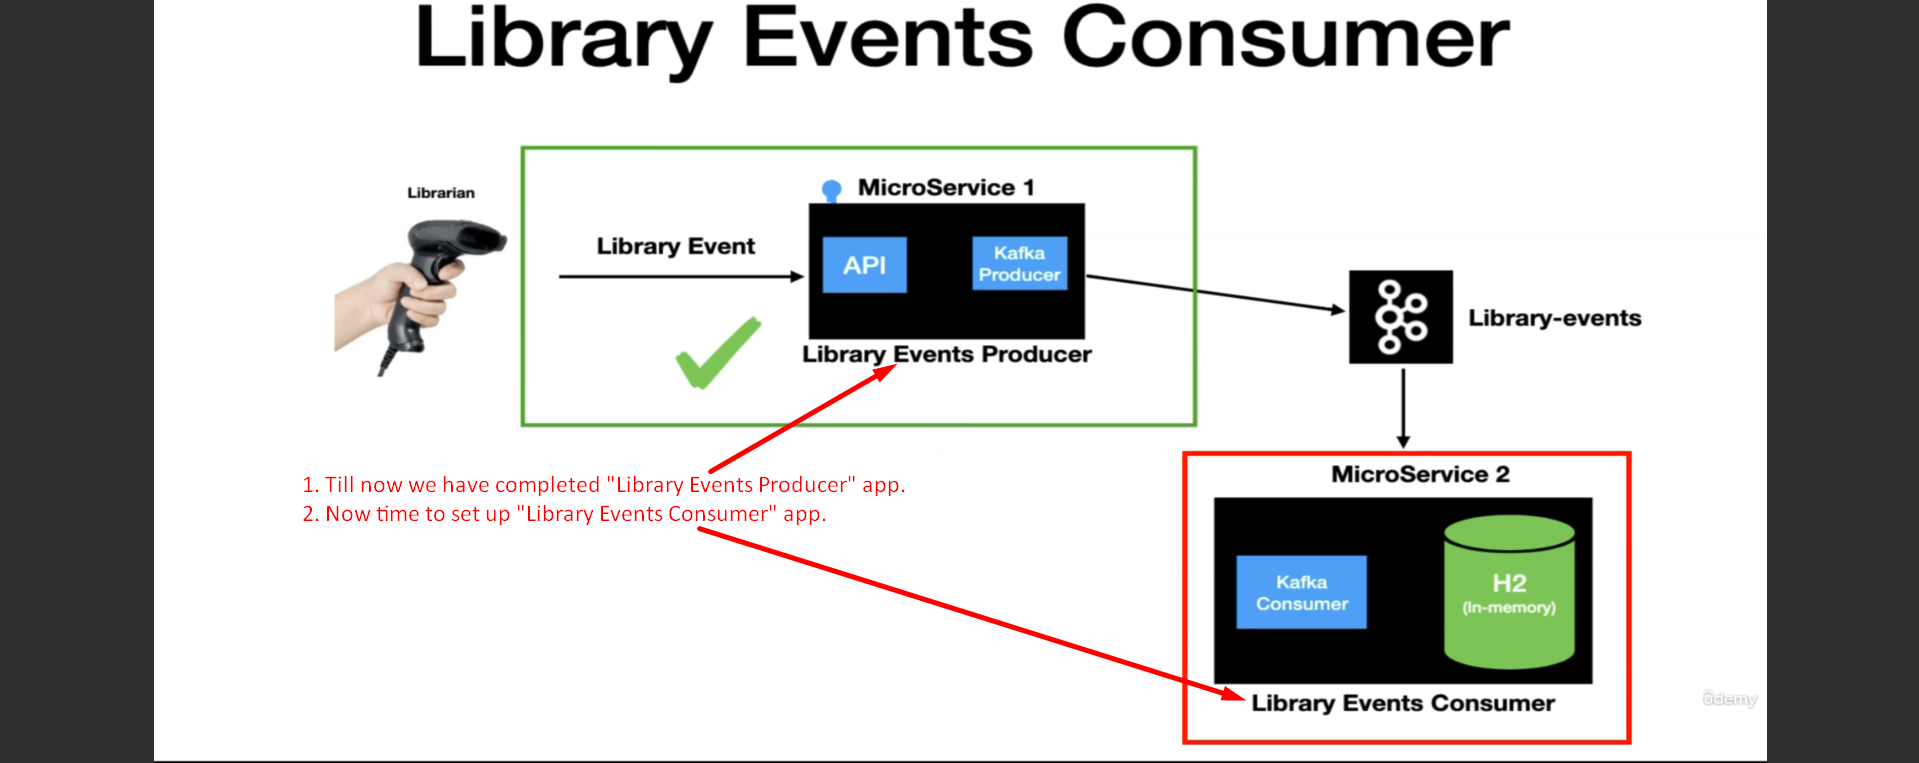 Library Events Consumer
Librarian
MicroService 1
Library Event
API
Kafka
Producer
Library Events Producer
Library-events
1. Till now we have completed "Library Events Producer" app.
2. Now time to set up "Library Events Consumer" app.
MicroService 2
Kafka
Consumer
H2
(In-memory)
Library Events Consumer
ûdemy